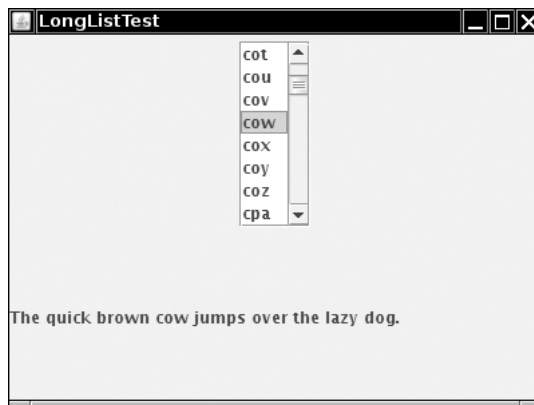 LongListTest
cot
cou
cov
cow
cox
coy
coz
cpa
The quick brown cow jumps over the lazy dog.